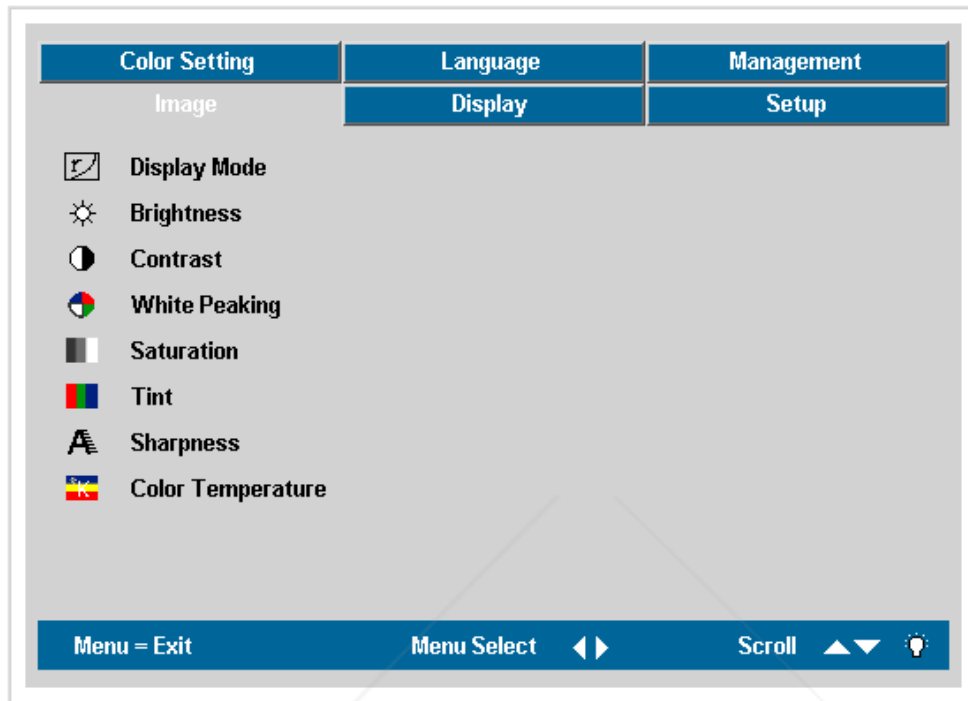 Color Setting Language Management
Image Display Setup
Display Mode
Brightness
Contrast
White Peaking
Saturation
Tint
Sharpness
°K Color Temperature
Menu = Exit Menu Select Scroll